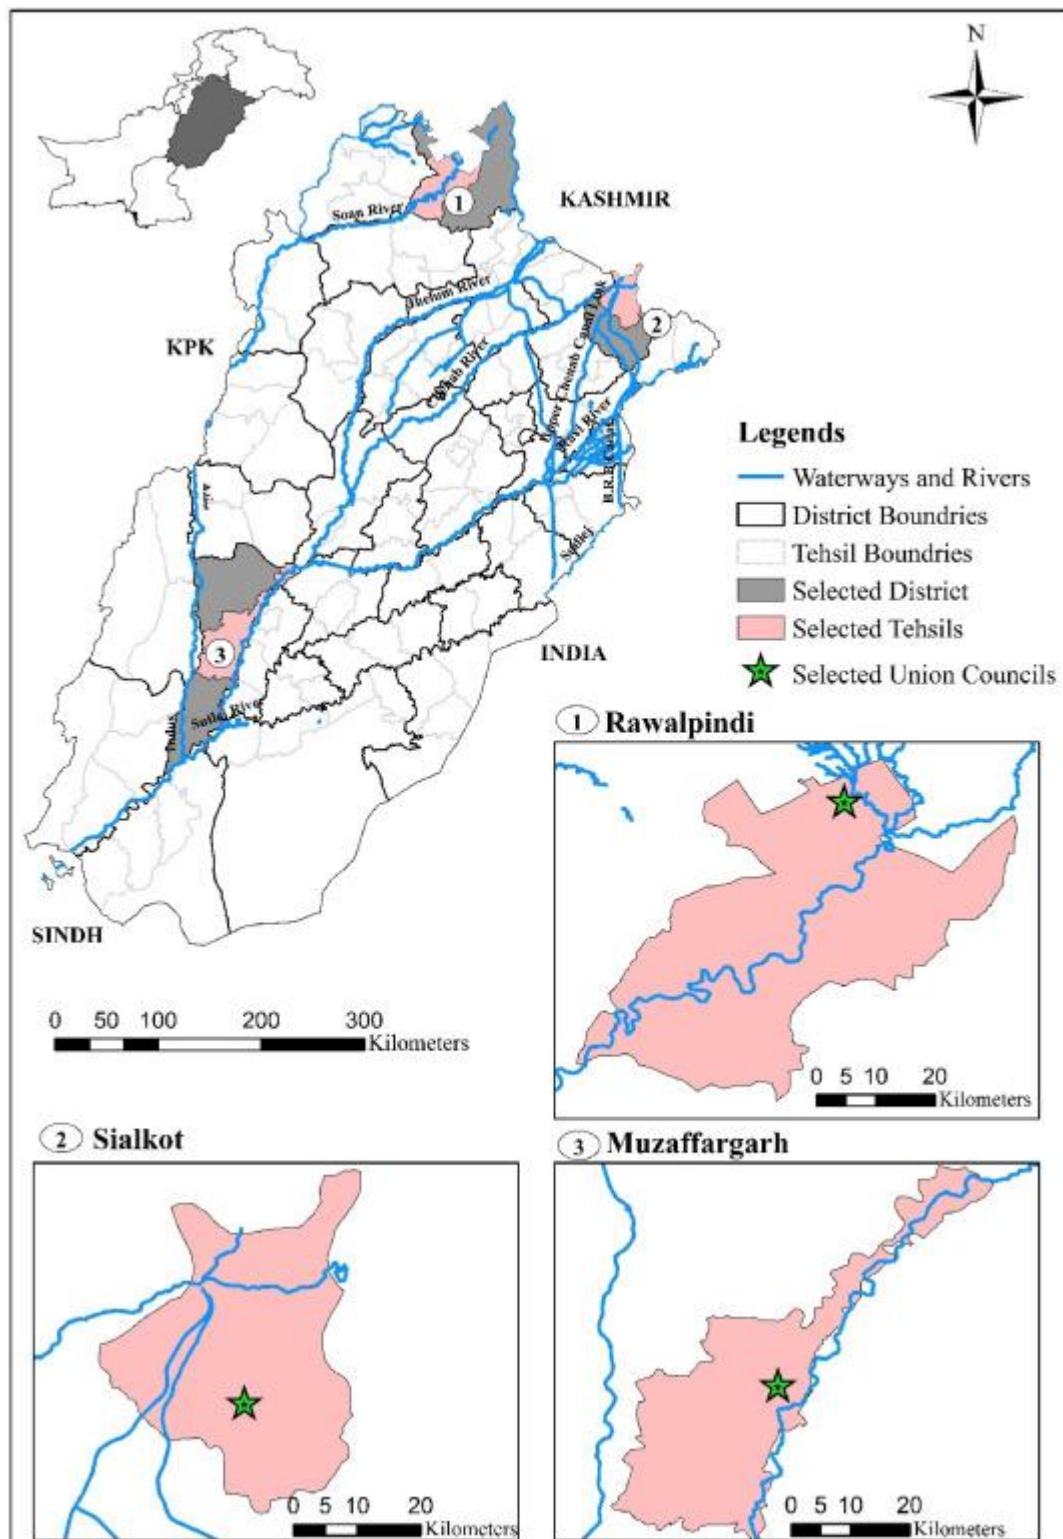 N
KASHMIR
1
Soan River
Jhelum River
2
KPK
Chenab River
Upper Chenab Canal Link
Ravi River
B.R.B Canal
Legends
Waterways and Rivers
District Boundries
Tehsil Boundries
Selected District
Selected Tehsils
Selected Union Councils
Sutlej
3
INDIA
Sutlej River
Indus
SINDH
0 50 100 200 300
Kilometers
1 Rawalpindi
0 5 10 20
Kilometers
2 Sialkot
0 5 10 20
Kilometers
3 Muzaffargarh
0 5 10 20
Kilometers